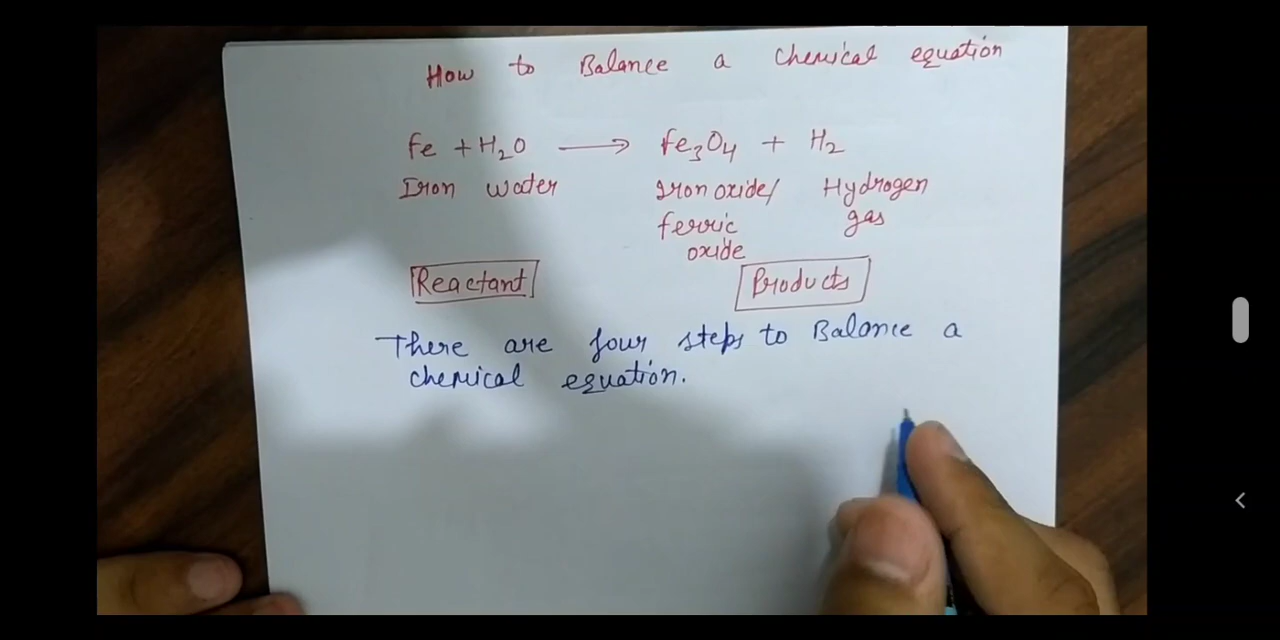 How to Balance a chemical equation
Fe + H₂O ⟶ Fe₃O₄ + H₂
Iron water Iron oxide/ Hydrogen
ferric gas
oxide
Reactant Products
There are four steps to Balance a
chemical equation.